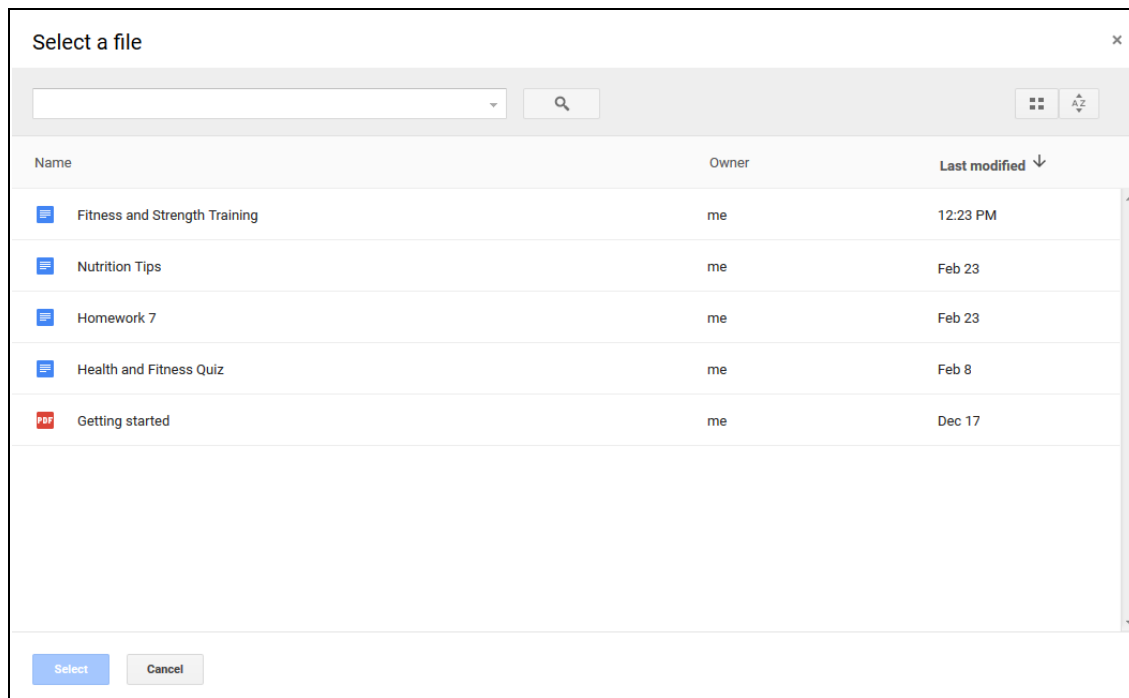 Select a file
×
AZ
Name Owner Last modified
Fitness and Strength Training me 12:23 PM
Nutrition Tips me Feb 23
Homework 7 me Feb 23
Health and Fitness Quiz me Feb 8
PDF Getting started me Dec 17
Select Cancel